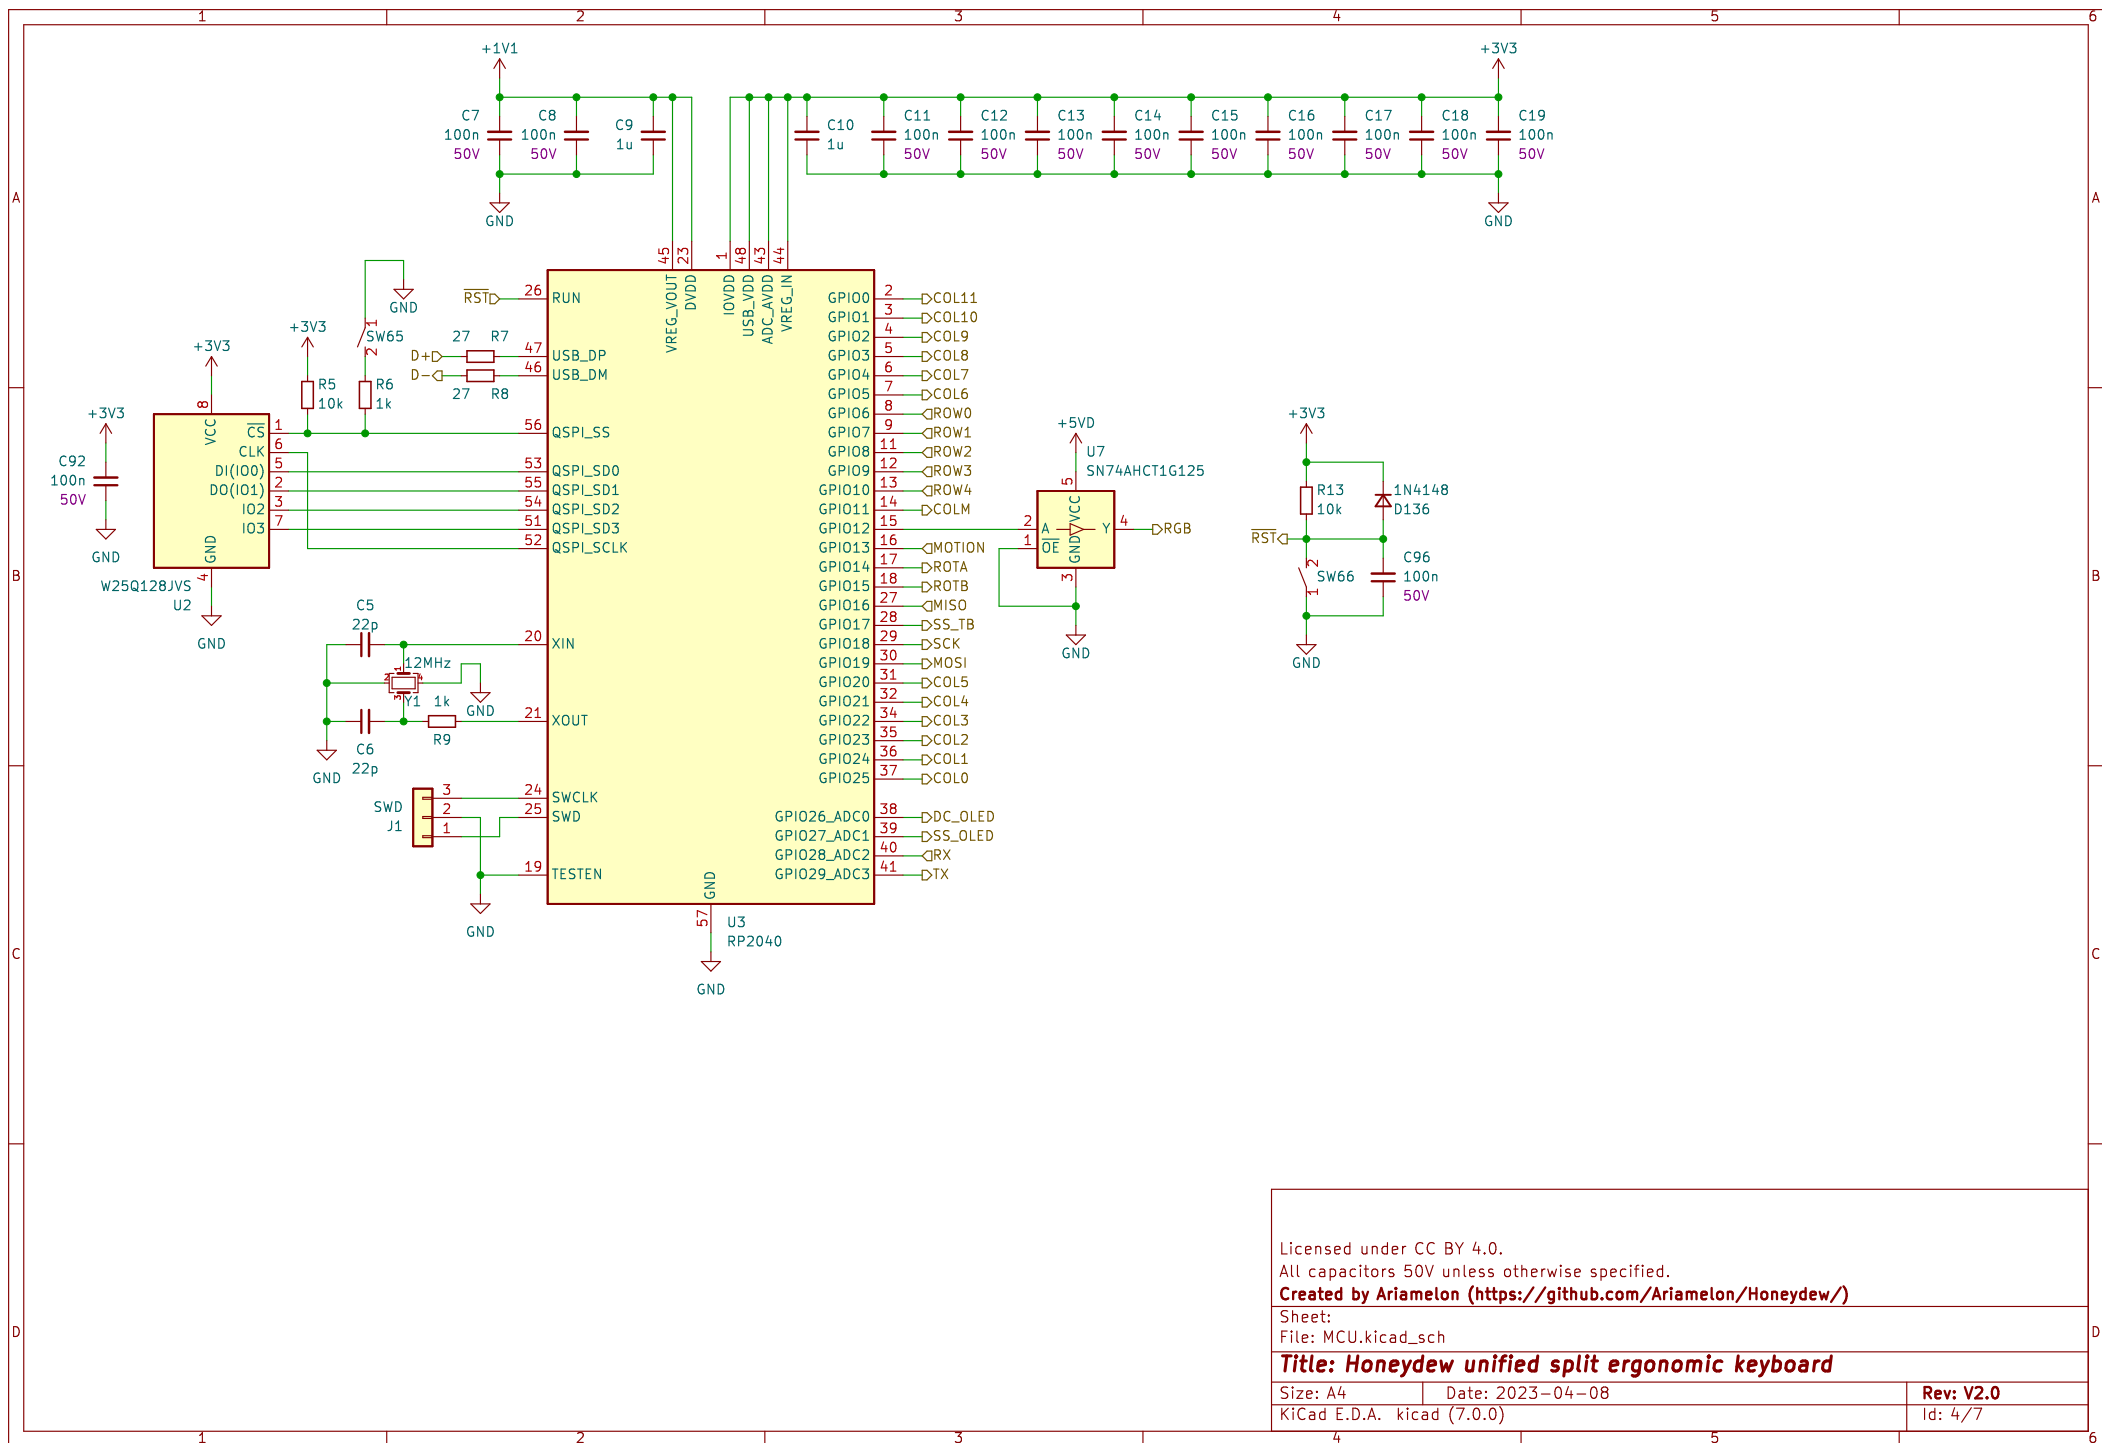 1 2 3 4 5 6
A
B
C
D
A
B
C
D
1 2 3 4 5 6
+1V1
C7
100n
50V
C8
100n
50V
C9
1u
GND
+3V3
C10
1u
C11
100n
50V
C12
100n
50V
C13
100n
50V
C14
100n
50V
C15
100n
50V
C16
100n
50V
C17
100n
50V
C18
100n
50V
C19
100n
50V
GND
45 VREG_VOUT
23 DVDD
1 IOVDD
48 USB_VDD
43 ADC_AVDD
44 VREG_IN
RST 26 RUN
D+ 27 R7 47 USB_DP
D- 27 R8 46 USB_DM
56 QSPI_SS
53 QSPI_SD0
55 QSPI_SD1
54 QSPI_SD2
51 QSPI_SD3
52 QSPI_SCLK
20 XIN
21 XOUT
24 SWCLK
25 SWD
19 TESTEN
GPIO0 2 COL11
GPIO1 3 COL10
GPIO2 4 COL9
GPIO3 5 COL8
GPIO4 6 COL7
GPIO5 7 COL6
GPIO6 8 ROW0
GPIO7 9 ROW1
GPIO8 11 ROW2
GPIO9 12 ROW3
GPIO10 13 ROW4
GPIO11 14 COLM
GPIO12 15
GPIO13 16 MOTION
GPIO14 17 ROTA
GPIO15 18 ROTB
GPIO16 27 MISO
GPIO17 28 SS_TB
GPIO18 29 SCK
GPIO19 30 MOSI
GPIO20 31 COL5
GPIO21 32 COL4
GPIO22 34 COL3
GPIO23 35 COL2
GPIO24 36 COL1
GPIO25 37 COL0
GPIO26_ADC0 38 DC_OLED
GPIO27_ADC1 39 SS_OLED
GPIO28_ADC2 40 RX
GPIO29_ADC3 41 TX
GND 57
U3
RP2040
GND
GND
1
SW65
2
+3V3
R5
10k
R6
1k
+3V3
8 VCC
CS 1
CLK 6
DI(IO0) 5
DO(IO1) 2
IO2 3
IO3 7
GND 4
W25Q128JVS
U2
GND
+3V3
C92
100n
50V
GND
C5
22p
12MHz
1
2
4
3
Y1
GND
1k
R9
C6
22p
GND
SWD
J1
3
2
1
GND
+5VD
U7
SN74AHCT1G125
5 VCC
2 A
1 OE
Y 4 RGB
GND 3
GND
+3V3
R13
10k
1N4148
D136
RST
2
SW66
1
C96
100n
50V
GND
Licensed under CC BY 4.0.
All capacitors 50V unless otherwise specified.
Created by Ariamelon (https://github.com/Ariamelon/Honeydew/)
Sheet:
File: MCU.kicad_sch
Title: Honeydew unified split ergonomic keyboard
Size: A4 Date: 2023-04-08 Rev: V2.0
KiCad E.D.A. kicad (7.0.0) Id: 4/7